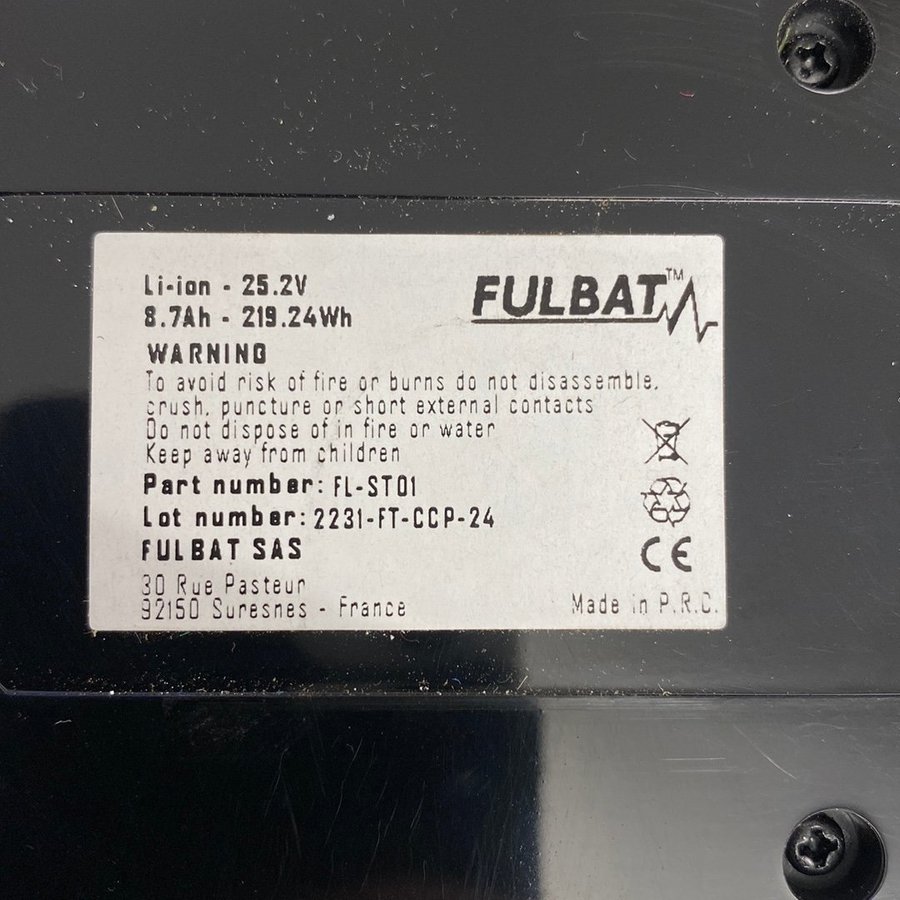 Li-ion - 25.2V
8.7Ah - 219.24Wh
FULBAT™
WARNING
To avoid risk of fire or burns do not disassemble,
crush, puncture or short external contacts
Do not dispose of in fire or water
Keep away from children
Part number: FL-ST01
Lot number: 2231-FT-CCP-24
FULBAT SAS
30 Rue Pasteur
92150 Suresnes - France
CE
Made in P.R.C.